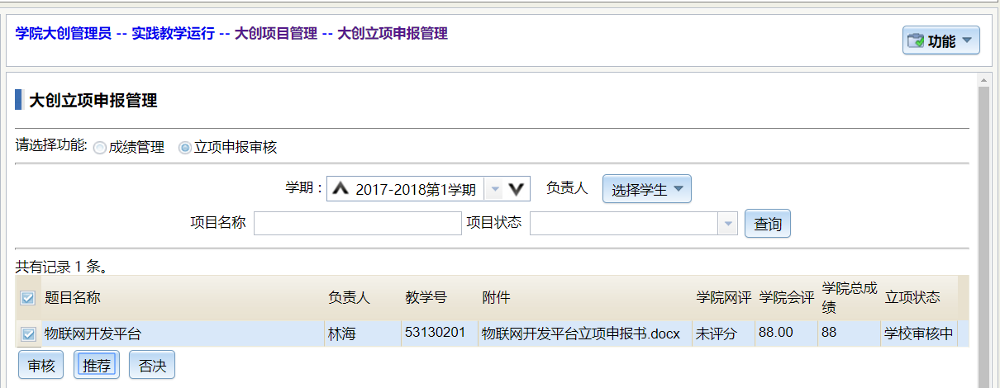 学院大创管理员 -- 实践教学运行 -- 大创项目管理 -- 大创立项申报管理
功能
大创立项申报管理
请选择功能: 成绩管理 立项申报审核
学期： 2017-2018第1学期 负责人 选择学生
项目名称 项目状态 查询
共有记录 1 条。
题目名称 负责人 教学号 附件 学院网评 学院会评 学院总成绩 立项状态
物联网开发平台 林海 53130201 物联网开发平台立项申报书.docx 未评分 88.00 88 学校审核中
审核 推荐 否决